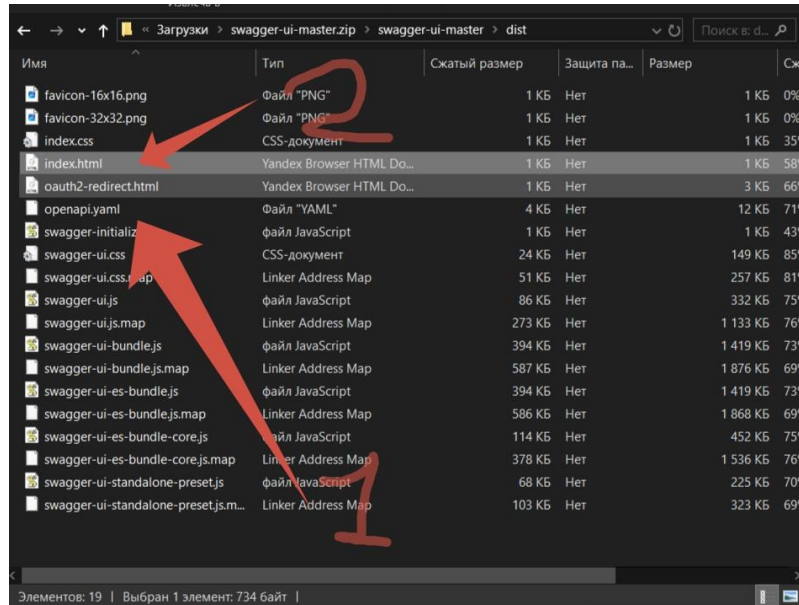 ← → ↑ « Загрузки > swagger-ui-master.zip > swagger-ui-master > dist Поиск в: d...
Имя Тип Сжатый размер Защита па... Размер Сж
favicon-16x16.png Файл "PNG" 1 КБ Нет 1 КБ 0%
favicon-32x32.png Файл "PNG" 1 КБ Нет 1 КБ 0%
index.css CSS-документ 1 КБ Нет 1 КБ 35%
index.html Yandex Browser HTML Do... 1 КБ Нет 1 КБ 58%
oauth2-redirect.html Yandex Browser HTML Do... 1 КБ Нет 3 КБ 66%
openapi.yaml Файл "YAML" 4 КБ Нет 12 КБ 71%
swagger-initializ файл JavaScript 1 КБ Нет 1 КБ 43%
swagger-ui.css CSS-документ 24 КБ Нет 149 КБ 85%
swagger-ui.css.map Linker Address Map 51 КБ Нет 257 КБ 81%
swagger-ui.js файл JavaScript 86 КБ Нет 332 КБ 75%
swagger-ui.js.map Linker Address Map 273 КБ Нет 1 133 КБ 76%
swagger-ui-bundle.js файл JavaScript 394 КБ Нет 1 419 КБ 73%
swagger-ui-bundle.js.map Linker Address Map 587 КБ Нет 1 876 КБ 69%
swagger-ui-es-bundle.js файл JavaScript 394 КБ Нет 1 419 КБ 73%
swagger-ui-es-bundle.js.map Linker Address Map 586 КБ Нет 1 868 КБ 69%
swagger-ui-es-bundle-core.js файл JavaScript 114 КБ Нет 452 КБ 75%
swagger-ui-es-bundle-core.js.map Linker Address Map 378 КБ Нет 1 536 КБ 76%
swagger-ui-standalone-preset.js файл JavaScript 68 КБ Нет 225 КБ 70%
swagger-ui-standalone-preset.js.m... Linker Address Map 103 КБ Нет 323 КБ 69%
2
1
Элементов: 19 | Выбран 1 элемент: 734 байт |